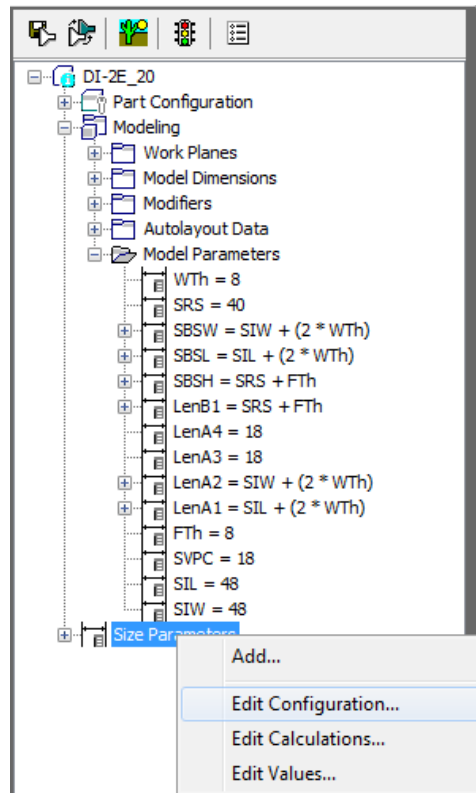 DI-2E_20
Part Configuration
Modeling
Work Planes
Model Dimensions
Modifiers
Autolayout Data
Model Parameters
WTh = 8
SRS = 40
SBSW = SIW + (2 * WTh)
SBSL = SIL + (2 * WTh)
SBSH = SRS + FTh
LenB1 = SRS + FTh
LenA4 = 18
LenA3 = 18
LenA2 = SIW + (2 * WTh)
LenA1 = SIL + (2 * WTh)
FTh = 8
SVPC = 18
SIL = 48
SIW = 48
Size Parameters
Add...
Edit Configuration...
Edit Calculations...
Edit Values...